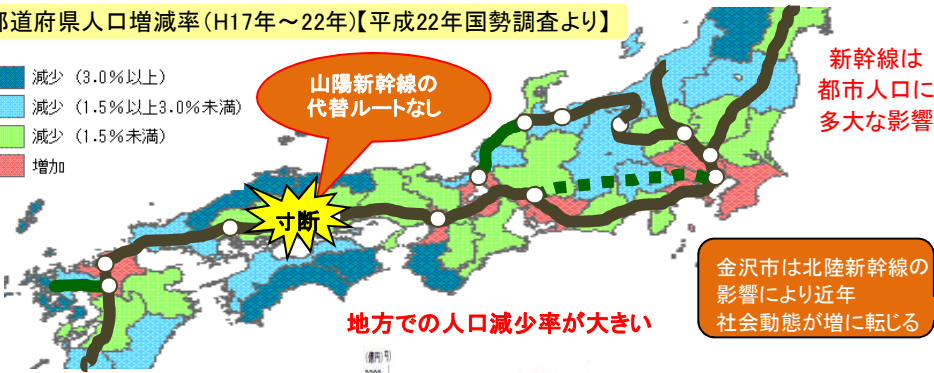 都道府県人口増減率(H17年～22年)【平成22年国勢調査より】
減少 (3.0%以上)
減少 (1.5%以上3.0%未満)
減少 (1.5%未満)
増加
山陽新幹線の
代替ルートなし
新幹線は
都市人口に
多大な影響
寸断
金沢市は北陸新幹線の
影響により近年
社会動態が増に転じる
地方での人口減少率が大きい
(億円)